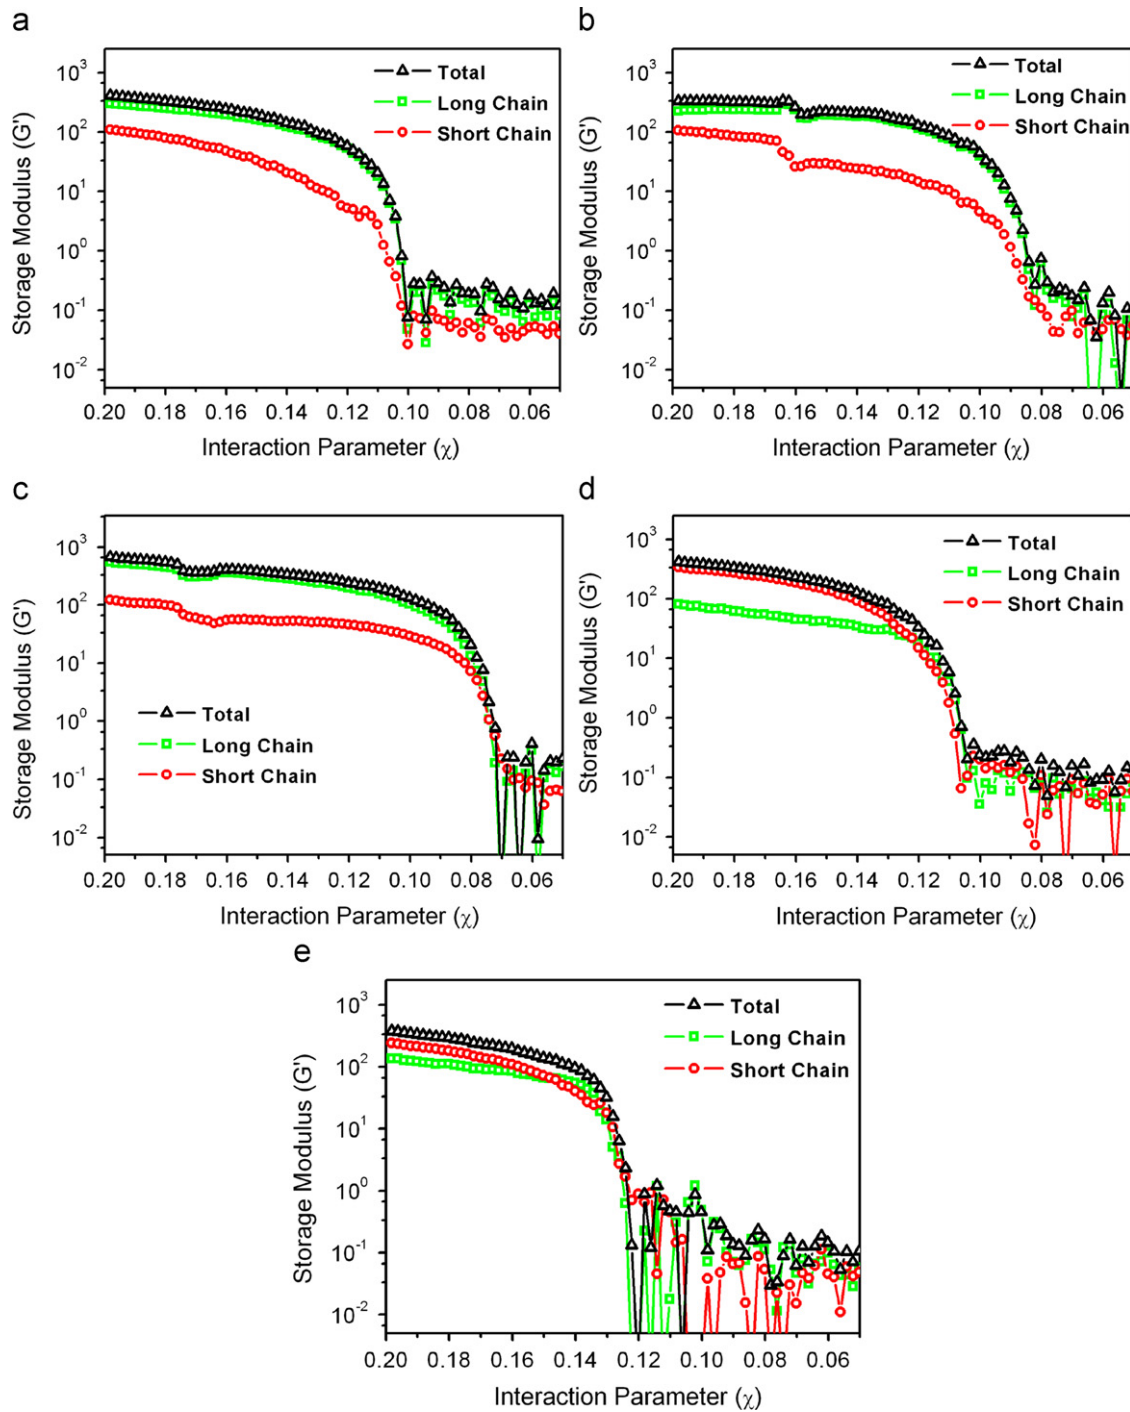 a
Storage Modulus (G')
10³
10²
10¹
10⁰
10⁻¹
10⁻²
Total
Long Chain
Short Chain
0.20 0.18 0.16 0.14 0.12 0.10 0.08 0.06
Interaction Parameter (χ)
b
Storage Modulus (G')
10³
10²
10¹
10⁰
10⁻¹
10⁻²
Total
Long Chain
Short Chain
0.20 0.18 0.16 0.14 0.12 0.10 0.08 0.06
Interaction Parameter (χ)
c
Storage Modulus (G')
10³
10²
10¹
10⁰
10⁻¹
10⁻²
Total
Long Chain
Short Chain
0.20 0.18 0.16 0.14 0.12 0.10 0.08 0.06
Interaction Parameter (χ)
d
Storage Modulus (G')
10³
10²
10¹
10⁰
10⁻¹
10⁻²
Total
Long Chain
Short Chain
0.20 0.18 0.16 0.14 0.12 0.10 0.08 0.06
Interaction Parameter (χ)
e
Storage Modulus (G')
10³
10²
10¹
10⁰
10⁻¹
10⁻²
Total
Long Chain
Short Chain
0.20 0.18 0.16 0.14 0.12 0.10 0.08 0.06
Interaction Parameter (χ)